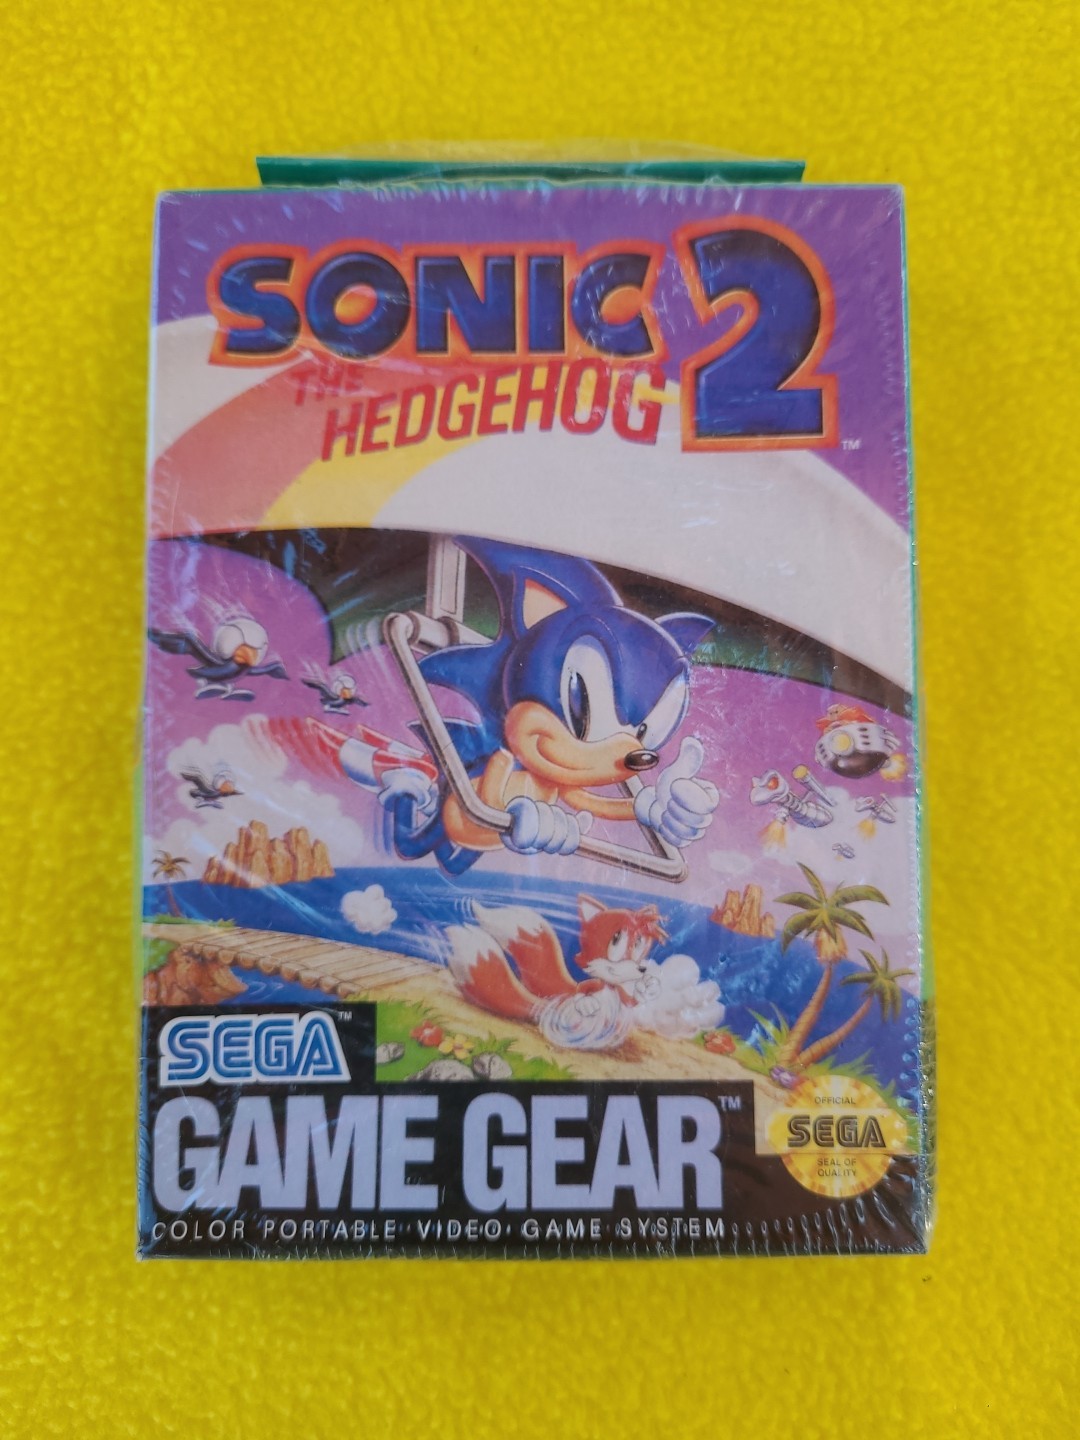 SONIC 2
THE
HEDGEHOG
TM
SEGA
TM
GAME GEAR
TM
COLOR PORTABLE VIDEO GAME SYSTEM
OFFICIAL
SEGA
SEAL OF
QUALITY